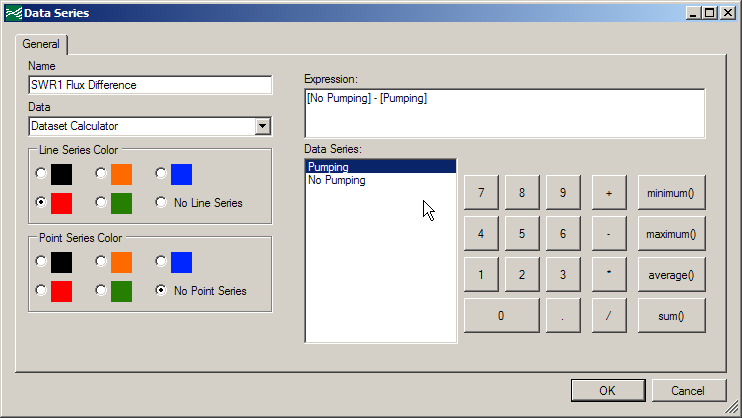 Data Series
General
Name
SWR1 Flux Difference
Data
Dataset Calculator
Line Series Color
No Line Series
Point Series Color
No Point Series
Expression:
[No Pumping] - [Pumping]
Data Series:
Pumping
No Pumping
7 8 9 + minimum()
4 5 6 - maximum()
1 2 3 * average()
0 . / sum()
OK Cancel